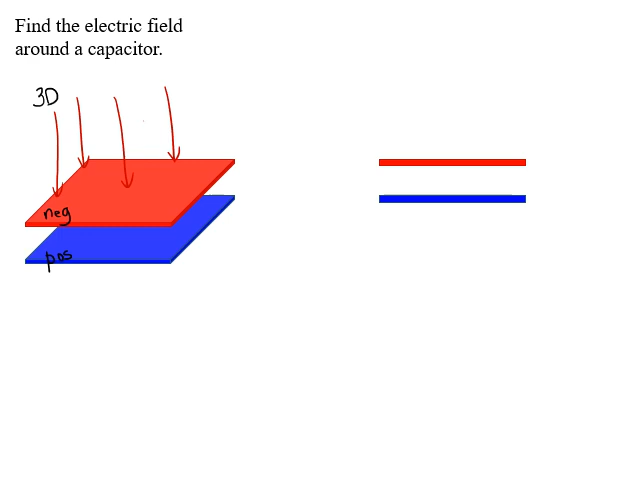 Find the electric field
around a capacitor.
3D
neg
pos